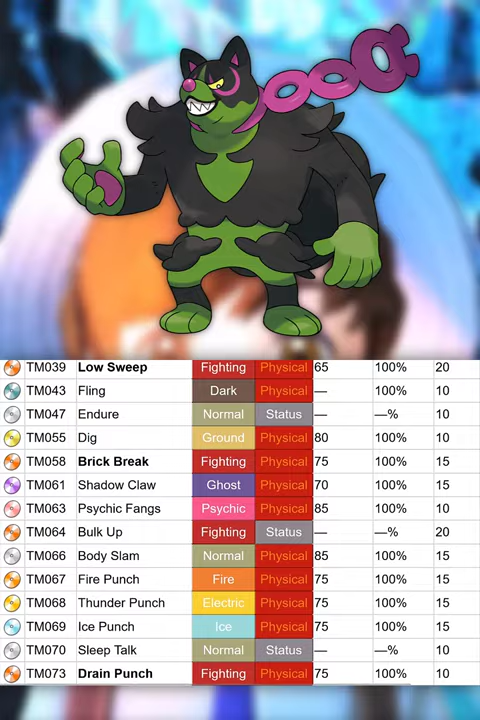 TM039 Low Sweep Fighting Physical 65 100% 20
TM043 Fling Dark Physical — 100% 10
TM047 Endure Normal Status — —% 10
TM055 Dig Ground Physical 80 100% 10
TM058 Brick Break Fighting Physical 75 100% 15
TM061 Shadow Claw Ghost Physical 70 100% 15
TM063 Psychic Fangs Psychic Physical 85 100% 10
TM064 Bulk Up Fighting Status — —% 20
TM066 Body Slam Normal Physical 85 100% 15
TM067 Fire Punch Fire Physical 75 100% 15
TM068 Thunder Punch Electric Physical 75 100% 15
TM069 Ice Punch Ice Physical 75 100% 15
TM070 Sleep Talk Normal Status — —% 10
TM073 Drain Punch Fighting Physical 75 100% 10